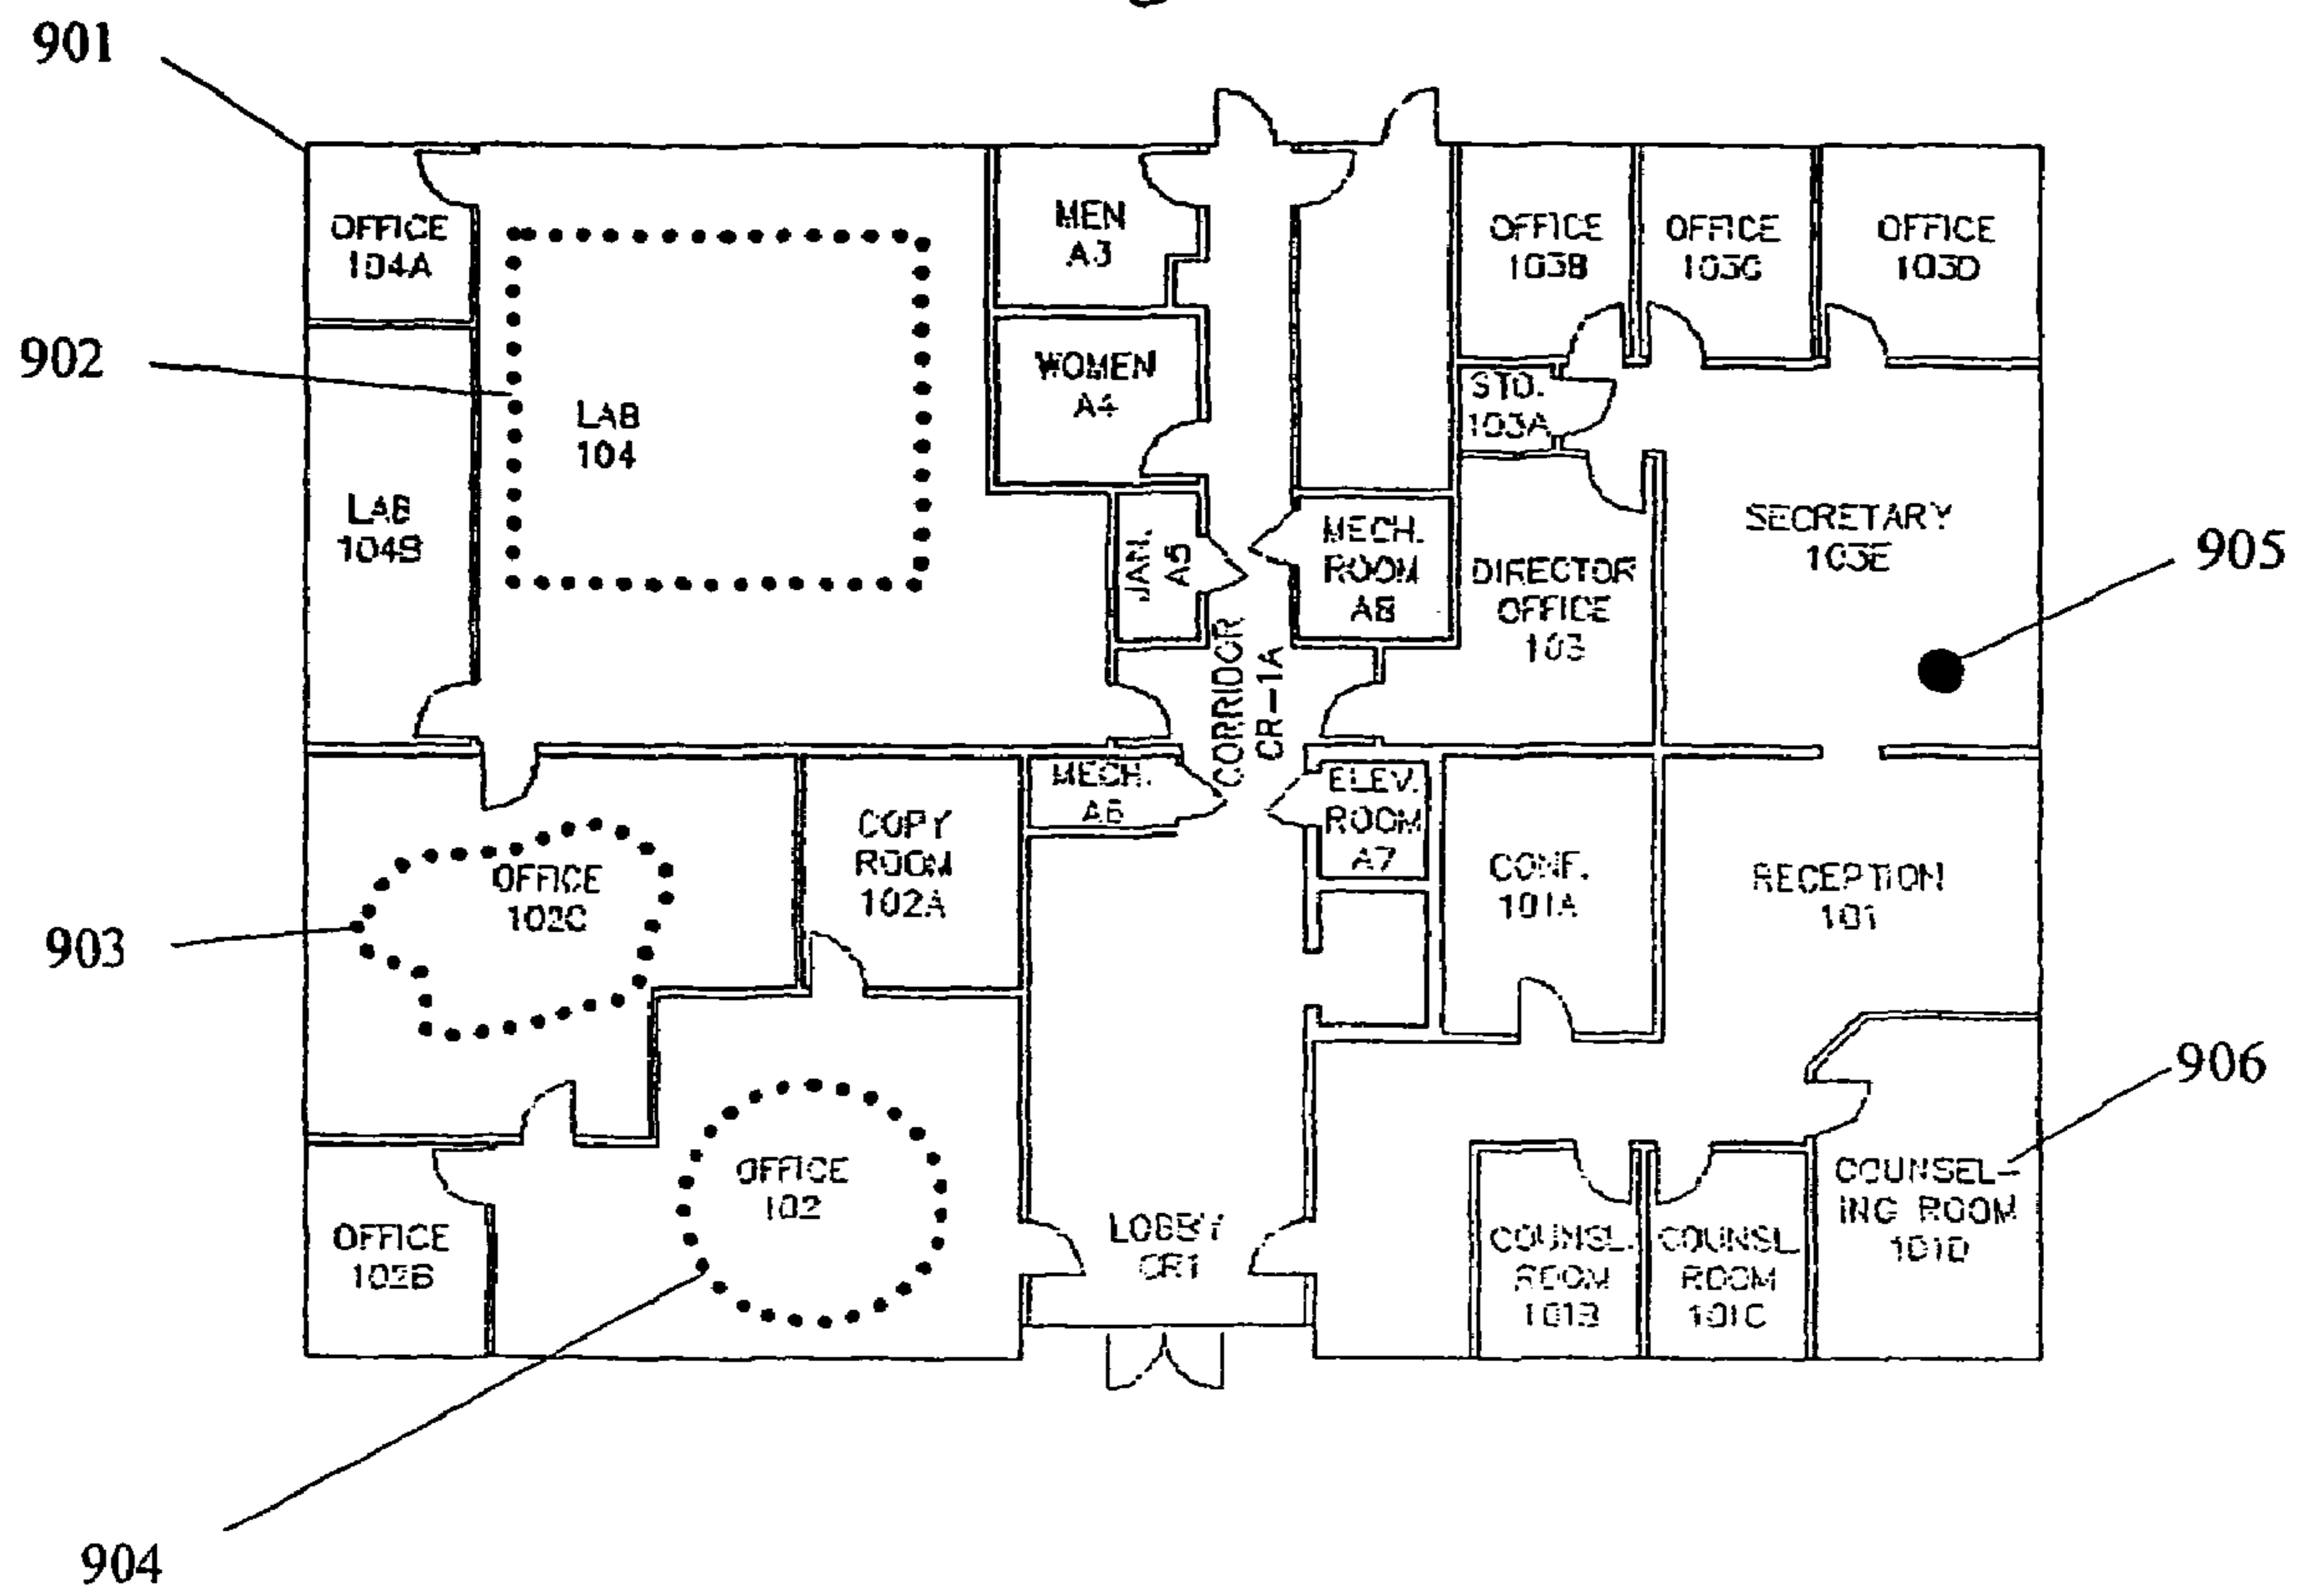 901
902
903
904
905
906
OFFICE
104A
LAB
104B
LAB
104
MEN
A3
WOMEN
A4
JAN.
A5
MECH.
ROOM
A8
CORRIDOR
CR-1A
OFFICE
103B
OFFICE
103C
OFFICE
103D
STO.
103A
DIRECTOR
OFFICE
103
SECRETARY
103E
OFFICE
102C
COPY
ROOM
102A
MECH.
A6
ELEV.
ROOM
A7
CONF.
101A
RECEPTION
101
OFFICE
102B
OFFICE
102
LOBBY
CR1
COUNSL.
ROOM
101B
COUNSL.
ROOM
101C
COUNSEL-
ING ROOM
101D